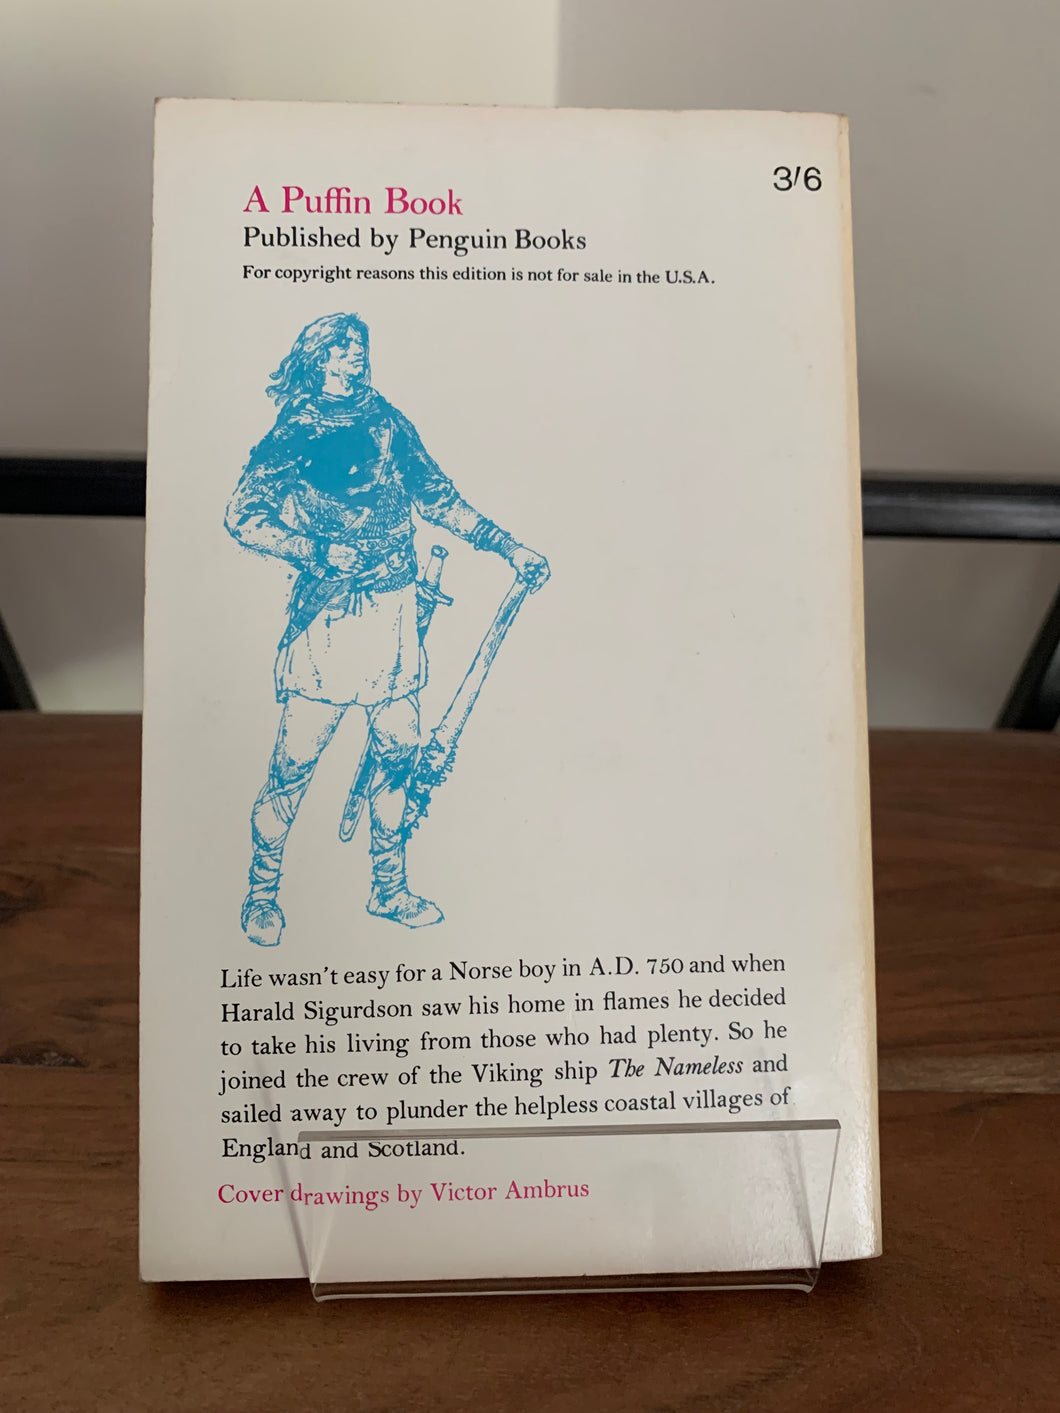 3/6
A Puffin Book
Published by Penguin Books
For copyright reasons this edition is not for sale in the U.S.A.
Life wasn't easy for a Norse boy in A.D. 750 and when
Harald Sigurdson saw his home in flames he decided
to take his living from those who had plenty. So he
joined the crew of the Viking ship The Nameless and
sailed away to plunder the helpless coastal villages of
England and Scotland.
Cover drawings by Victor Ambrus